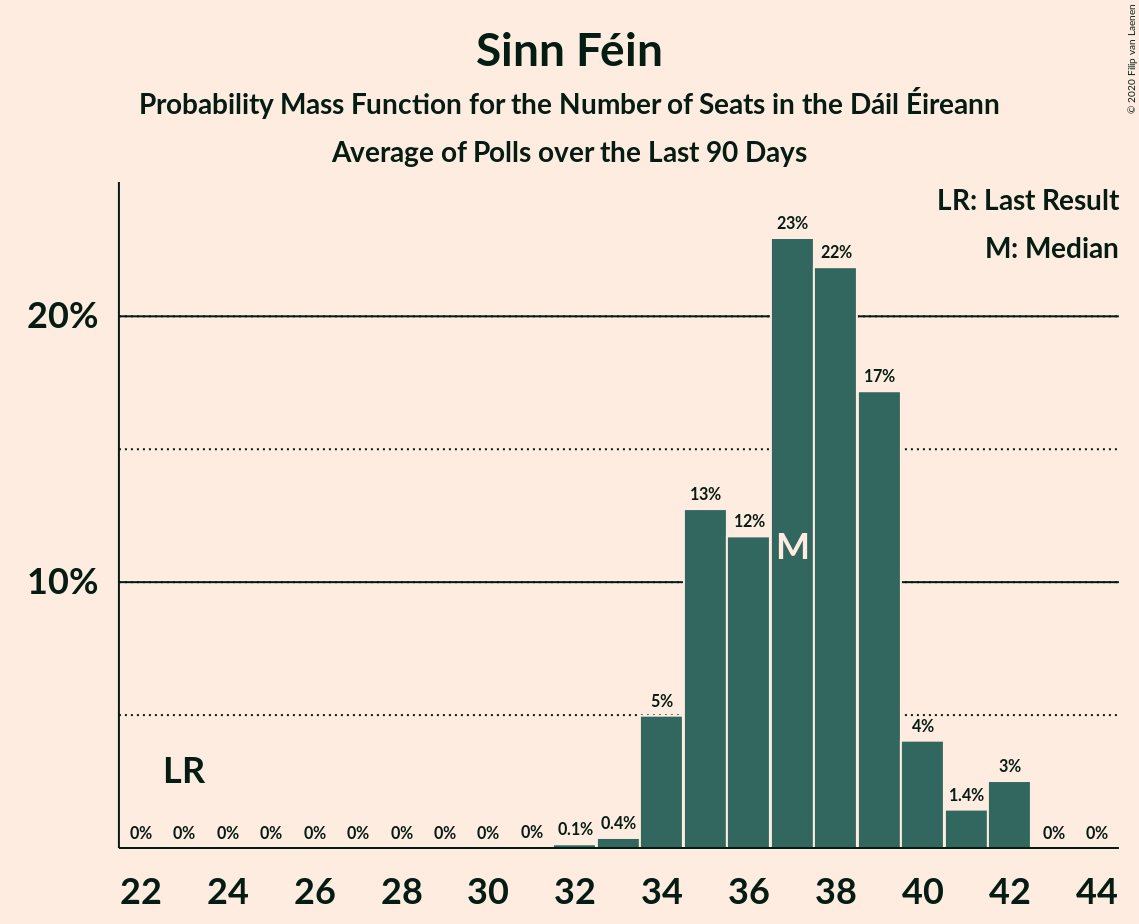 Sinn Féin
Probability Mass Function for the Number of Seats in the Dáil Éireann
Average of Polls over the Last 90 Days
© 2020 Filip van Laenen
LR: Last Result
M: Median
20%
10%
0% 0% 0% 0% 0% 0% 0% 0% 0% 0% 0.1% 0.4% 5% 13% 12% 23% 22% 17% 4% 1.4% 3% 0% 0%
LR
M
22 24 26 28 30 32 34 36 38 40 42 44